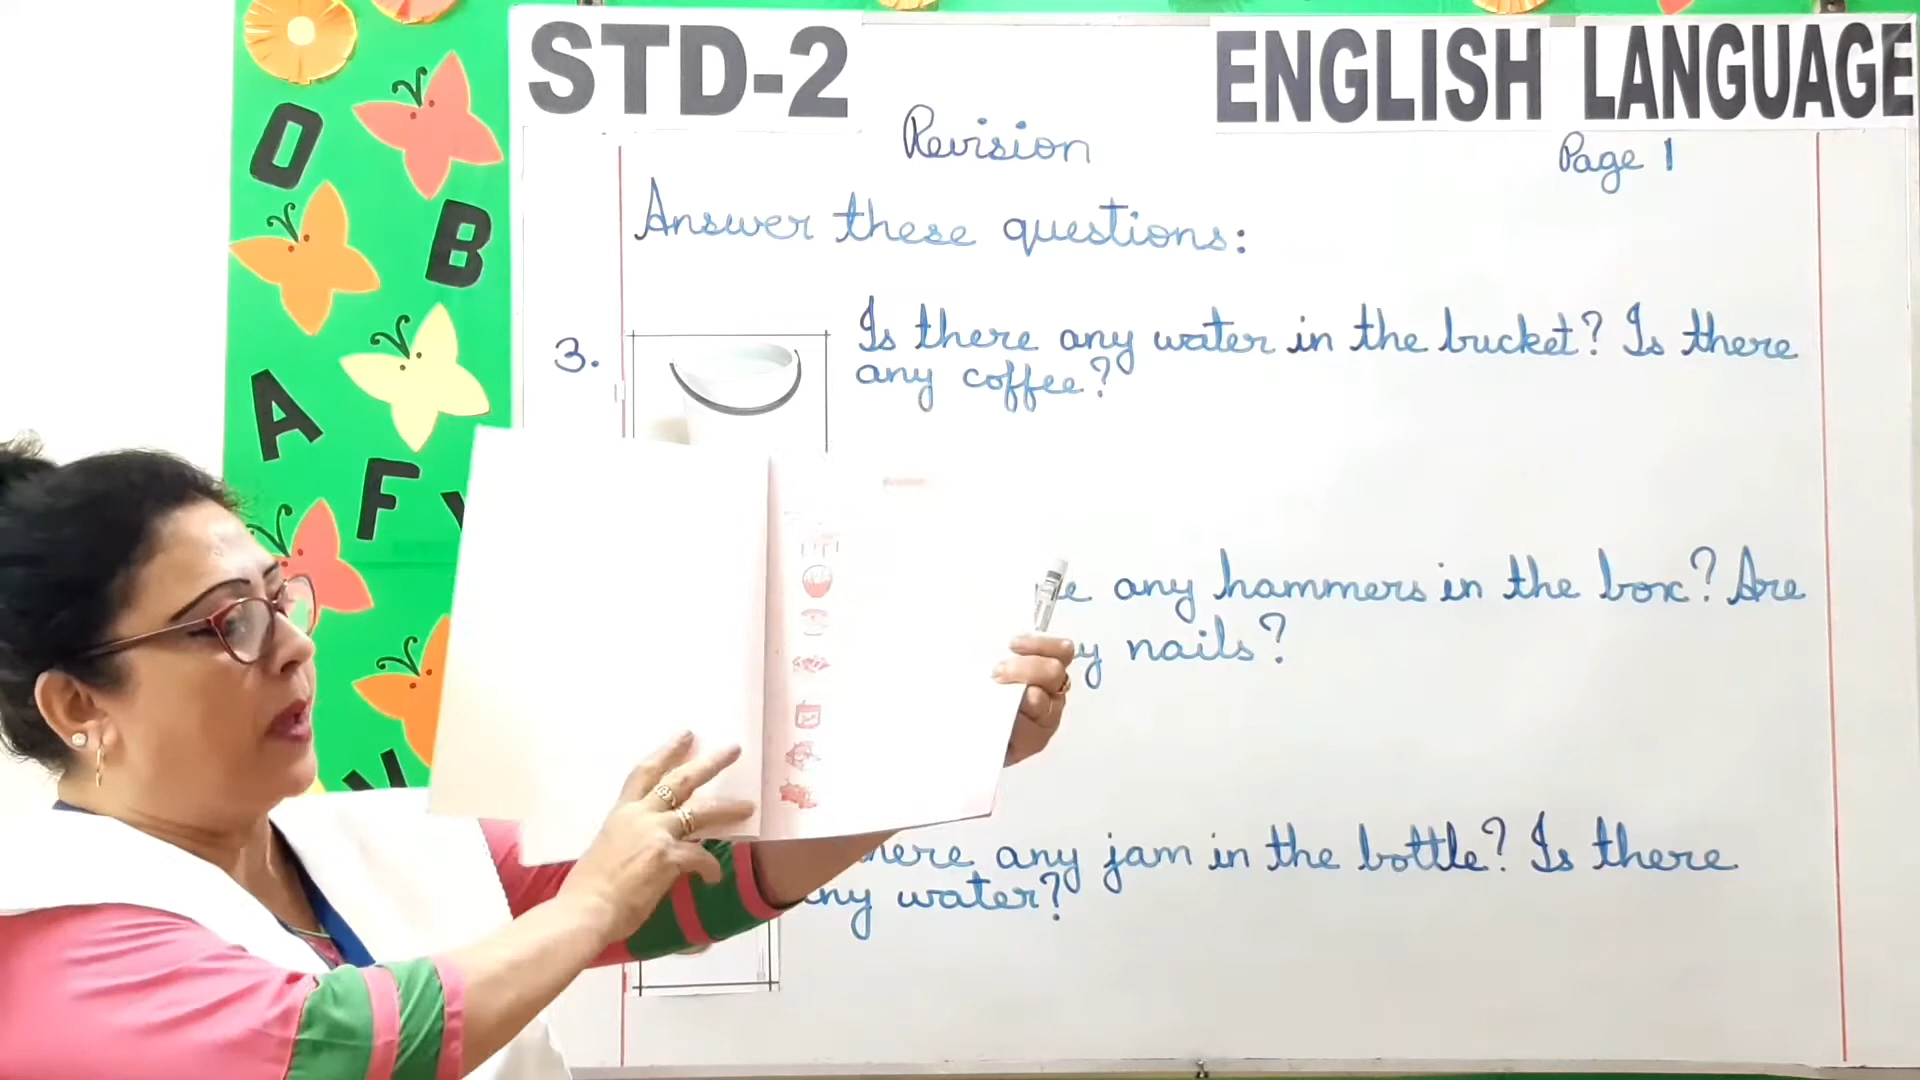 STD-2
ENGLISH LANGUAGE
Revision
Page 1
Answer these questions:
3.
Is there any water in the bucket? Is there
any coffee?
any hammers in the box? Are
nails?
any jam in the bottle? Is there
water?
O
B
A
F